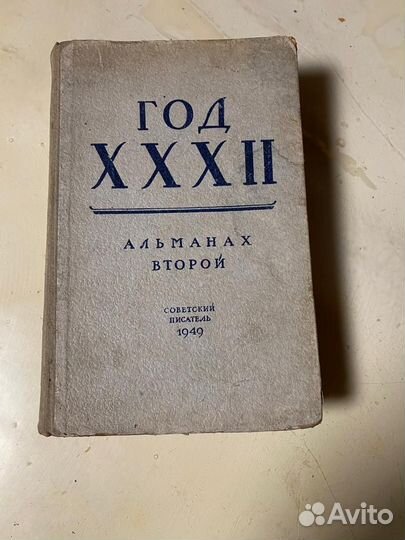 ГОД
XXXII
АЛЬМАНАХ
ВТОРОЙ
СОВЕТСКИЙ
ПИСАТЕЛЬ
1949
Avito